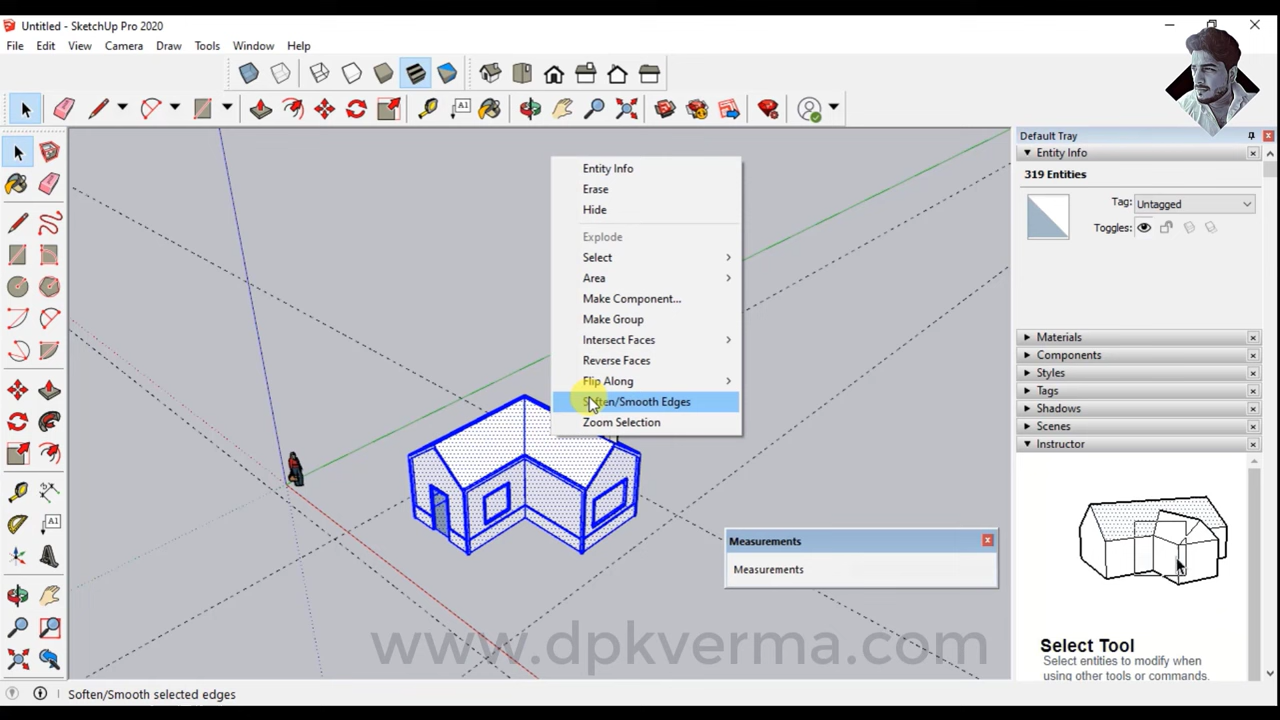 Untitled - SketchUp Pro 2020
File Edit View Camera Draw Tools Window Help
A1
Default Tray
Entity Info
319 Entities
Tag: Untagged
Toggles:
Entity Info
Erase
Hide
Explode
Select
Area
Make Component...
Make Group
Intersect Faces
Reverse Faces
Flip Along
Soften/Smooth Edges
Zoom Selection
Materials
Components
Styles
Tags
Shadows
Scenes
Instructor
A1
Measurements
Measurements
Select Tool
Select entities to modify when
using other tools or commands.
www.dpkverma.com
Soften/Smooth selected edges